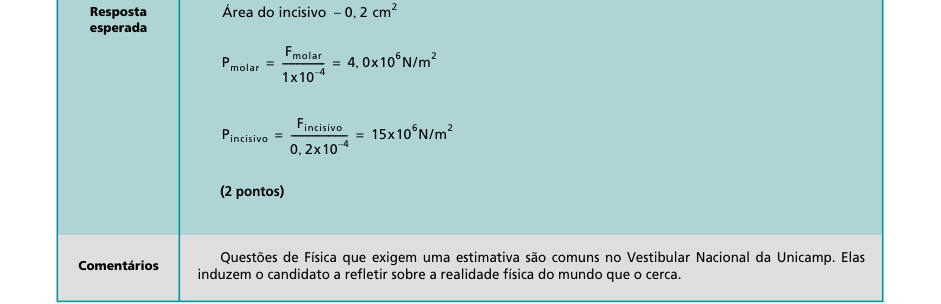 Resposta
esperada
Área do incisivo ~ 0, 2 cm²
P_molar = F_molar / 1x10⁻⁴ = 4, 0x10⁶ N/m²
P_incisivo = F_incisivo / 0, 2x10⁻⁴ = 15x10⁶ N/m²
(2 pontos)
Comentários
Questões de Física que exigem uma estimativa são comuns no Vestibular Nacional da Unicamp. Elas
induzem o candidato a refletir sobre a realidade física do mundo que o cerca.